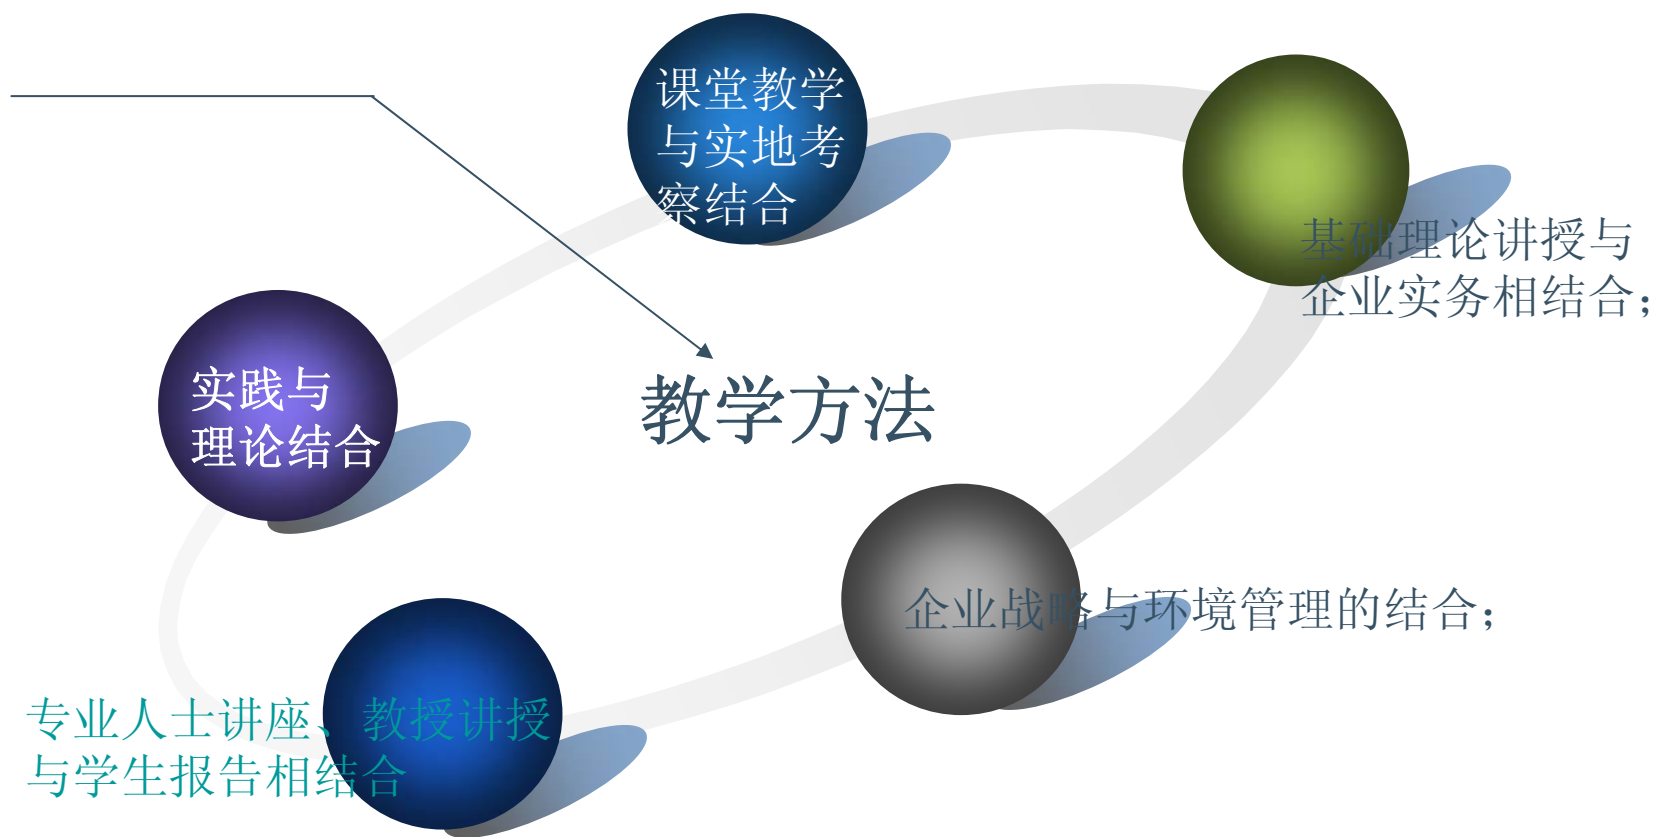 课堂教学
与实地考
察结合
基础理论讲授与
企业实务相结合；
实践与
理论结合
教学方法
企业战略与环境管理的结合；
专业人士讲座、教授讲授
与学生报告相结合